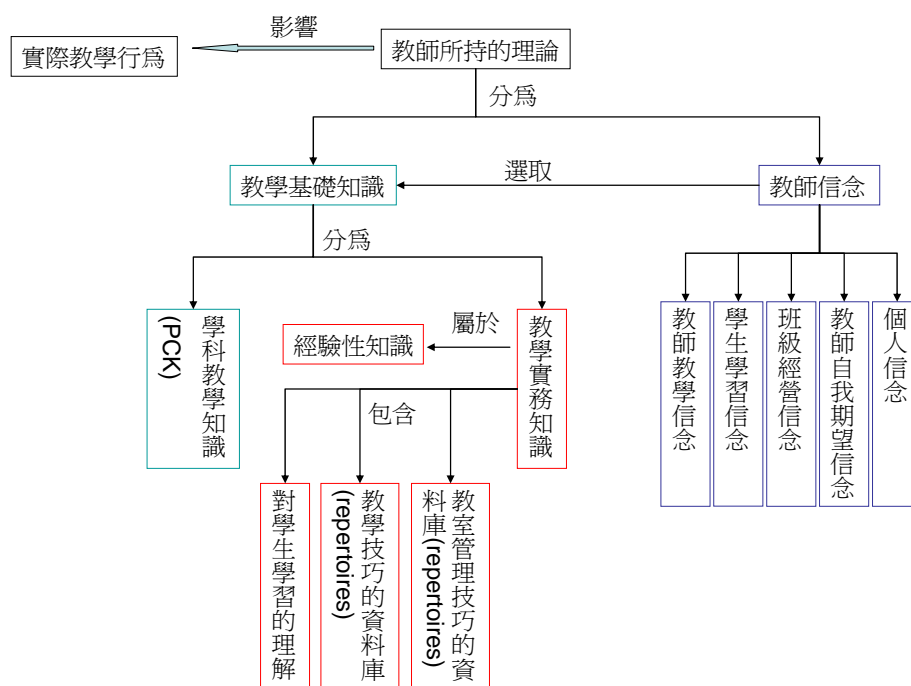 影響
實際教學行為
教師所持的理論
分為
教學基礎知識
選取
教師信念
分為
學科教學知識
(PCK)
經驗性知識
屬於
教學實務知識
包含
教師教學信念
學生學習信念
班級經營信念
教師自我期望信念
個人信念
對學生學習的理解
教學技巧的資料庫
(repertoires)
教室管理技巧的資
料庫(repertoires)